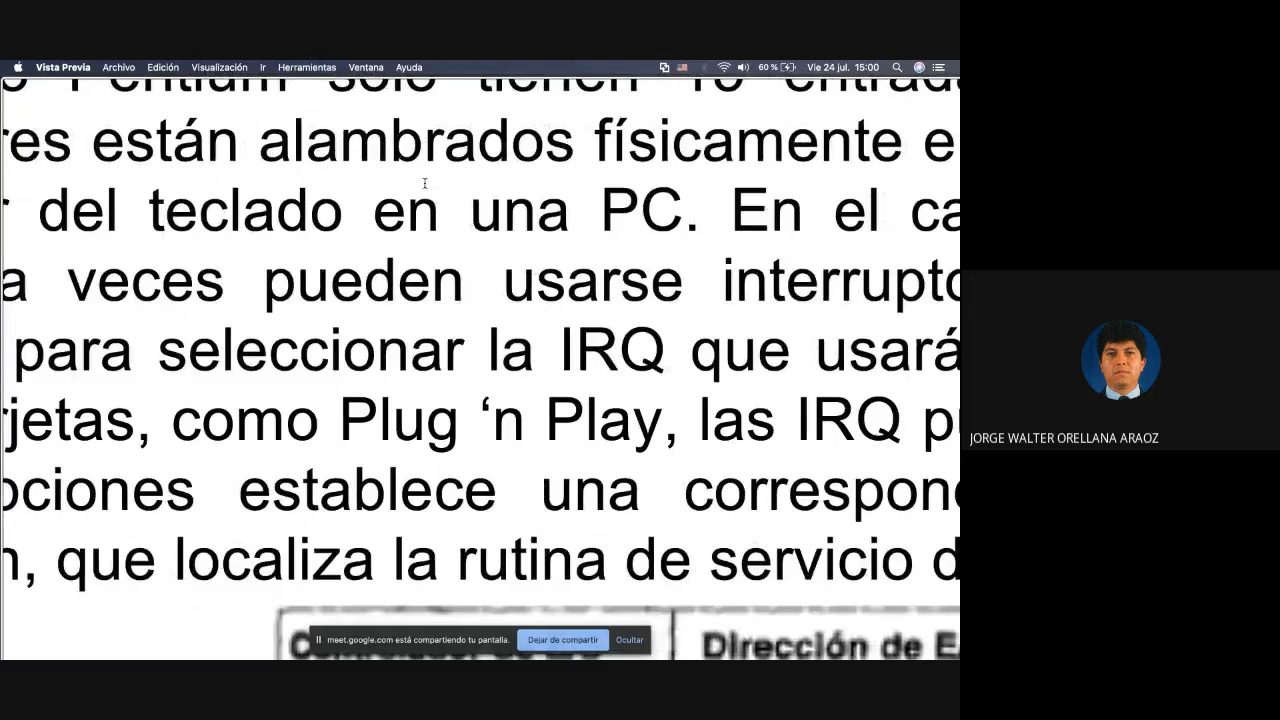 Vista Previa Archivo Edición Visualización Ir Herramientas Ventana Ayuda 60 % Vie 24 jul. 15:00
solo tienen
res están alambrados físicamente e
del teclado en una PC. En el ca
a veces pueden usarse interrupto
para seleccionar la IRQ que usará
rjetas, como Plug ‘n Play, las IRQ p
ociones establece una correspon
n, que localiza la rutina de servicio d
Dirección de E
meet.google.com está compartiendo tu pantalla. Dejar de compartir Ocultar
JORGE WALTER ORELLANA ARAOZ